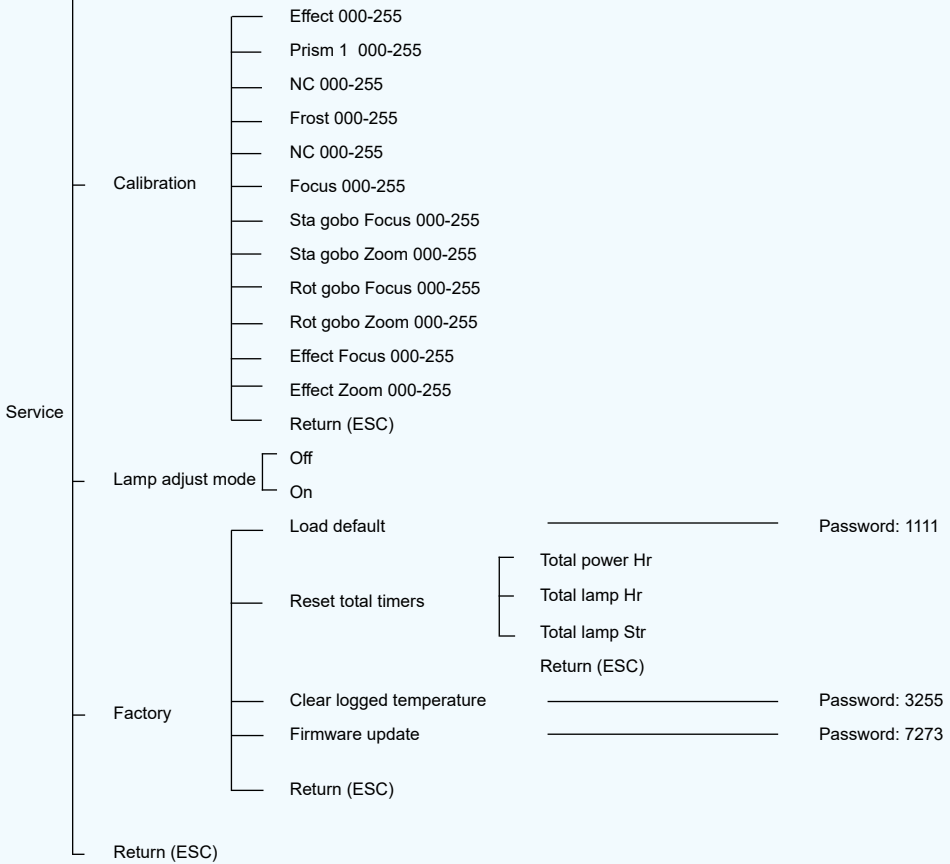 Effect 000-255
Prism 1  000-255
NC 000-255
Frost 000-255
NC 000-255
Calibration
Focus 000-255
Sta gobo Focus 000-255
Sta gobo Zoom 000-255
Rot gobo Focus 000-255
Rot gobo Zoom 000-255
Effect Focus 000-255
Effect Zoom 000-255
Service
Return (ESC)
Off
Lamp adjust mode
On
Load default
Password: 1111
Total power Hr
Reset total timers
Total lamp Hr
Total lamp Str
Return (ESC)
Clear logged temperature
Password: 3255
Factory
Firmware update
Password: 7273
Return (ESC)
Return (ESC)